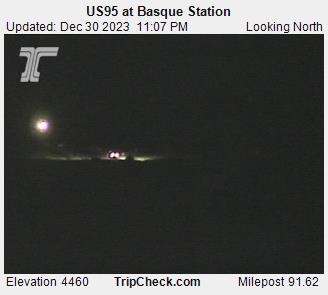 US95 at Basque Station
Updated: Dec 30 2023 11:07 PM Looking North
Elevation 4460 TripCheck.com Milepost 91.62